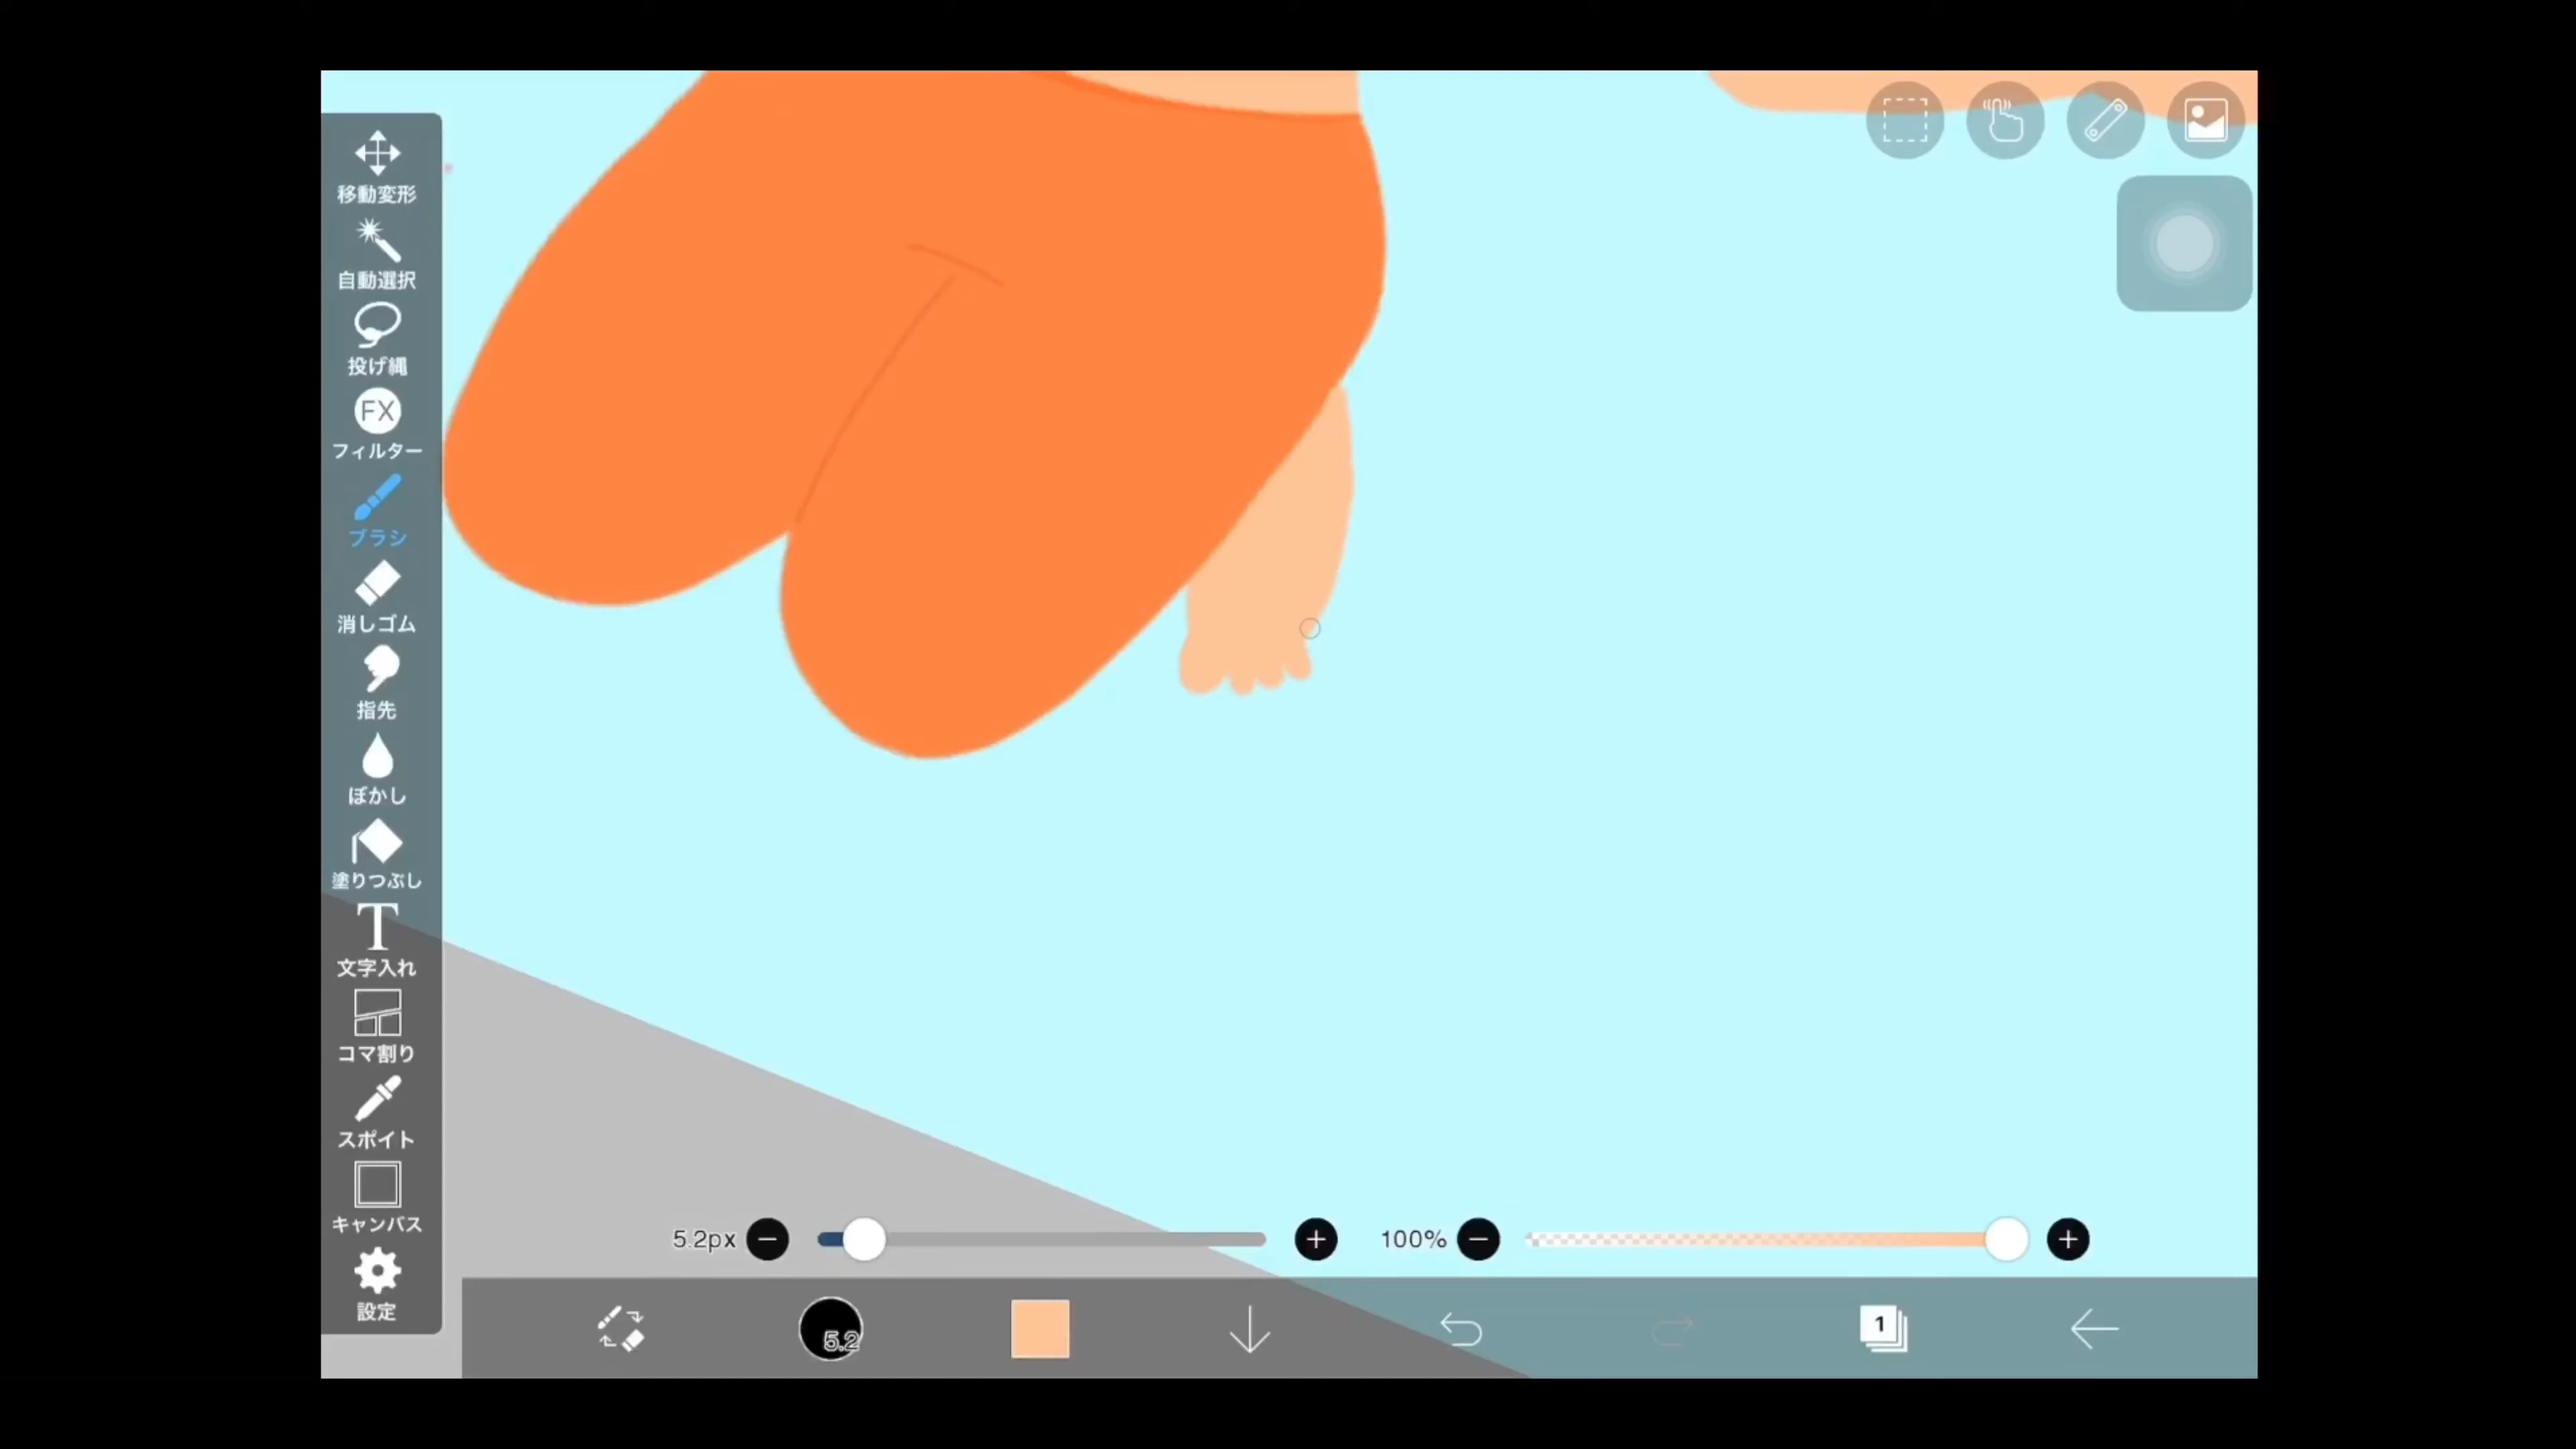 移動変形
自動選択
投げ縄
FX
フィルター
ブラシ
消しゴム
指先
ぼかし
塗りつぶし
T
文字入れ
コマ割り
スポイト
キャンバス
設定
5.2px
100%
5.2
1